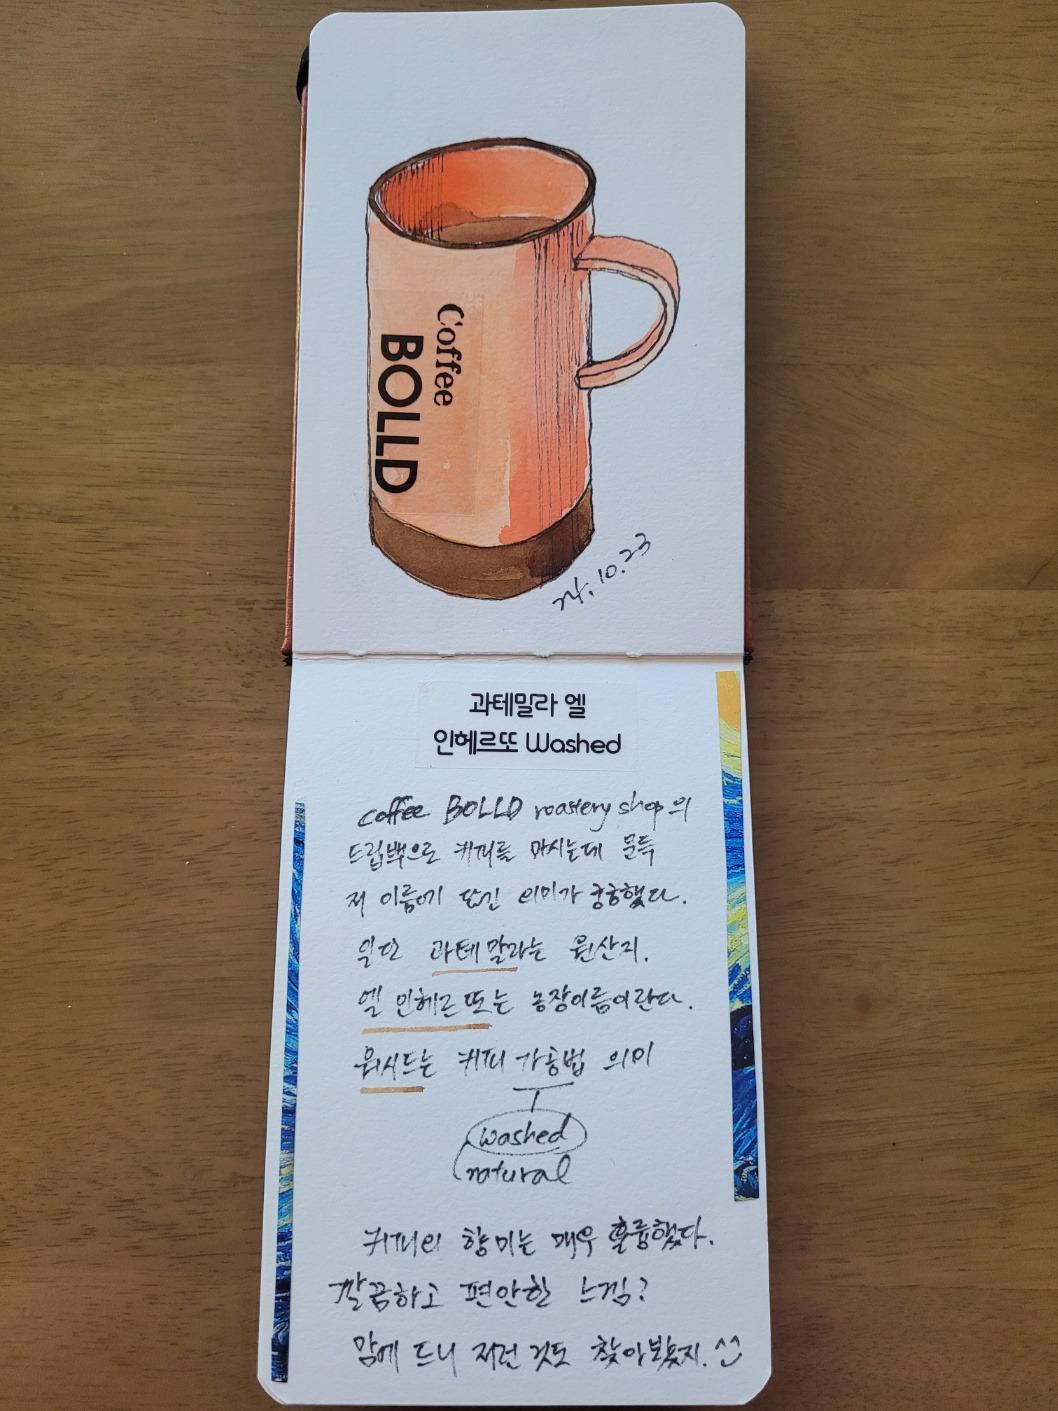 Coffee
BOLLD
24.10.23
과테말라 엘
인헤르또 Washed
coffee BOLLD roastery shop의
드립백으로 커피를 마시는데 문득
저 이름에 담긴 의미가 궁금했다.
일단 과테말라는 원산지.
엘 인헤르또는 농장이름이란다.
워시드는 커피 가공법 의미
washed
natural
커피의 향미는 매우 훌륭했다.
깔끔하고 편안한 느낌?
맘에 드니 저런 것도 찾아보았지. ^^